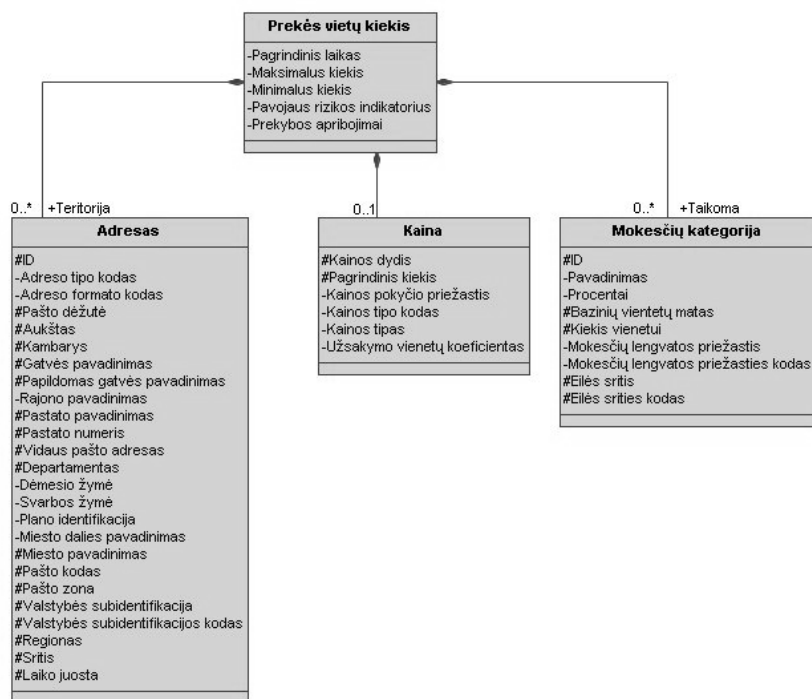 Prekės vietų kiekis
-Pagrindinis laikas
-Maksimalus kiekis
-Minimalus kiekis
-Pavojaus rizikos indikatorius
-Prekybos apribojimai
0..* +Teritorija
0..1
0..* +Taikoma
Adresas
#ID
-Adreso tipo kodas
-Adreso formato kodas
#Pašto dėžutė
#Aukštas
#Kambarys
#Gatvės pavadinimas
#Papildomas gatvės pavadinimas
-Rajono pavadinimas
#Pastato pavadinimas
#Pastato numeris
#Vidaus pašto adresas
#Departamentas
-Dėmesio žymė
-Svarbos žymė
-Plano identifikacija
-Miesto dalies pavadinimas
#Miesto pavadinimas
#Pašto kodas
#Pašto zona
#Valstybės subidentifikacija
#Valstybės subidentifikacijos kodas
#Regionas
#Sritis
#Laiko juosta
Kaina
#Kainos dydis
#Pagrindinis kiekis
-Kainos pokyčio priežastis
-Kainos tipo kodas
-Kainos tipas
-Užsakymo vienetų koeficientas
Mokesčių kategorija
#ID
-Pavadinimas
-Procentai
#Bazinių vientetų matas
#Kiekis vienetui
-Mokesčių lengvatos priežastis
-Mokesčių lengvatos priežasties kodas
#Eilės sritis
#Eilės srities kodas